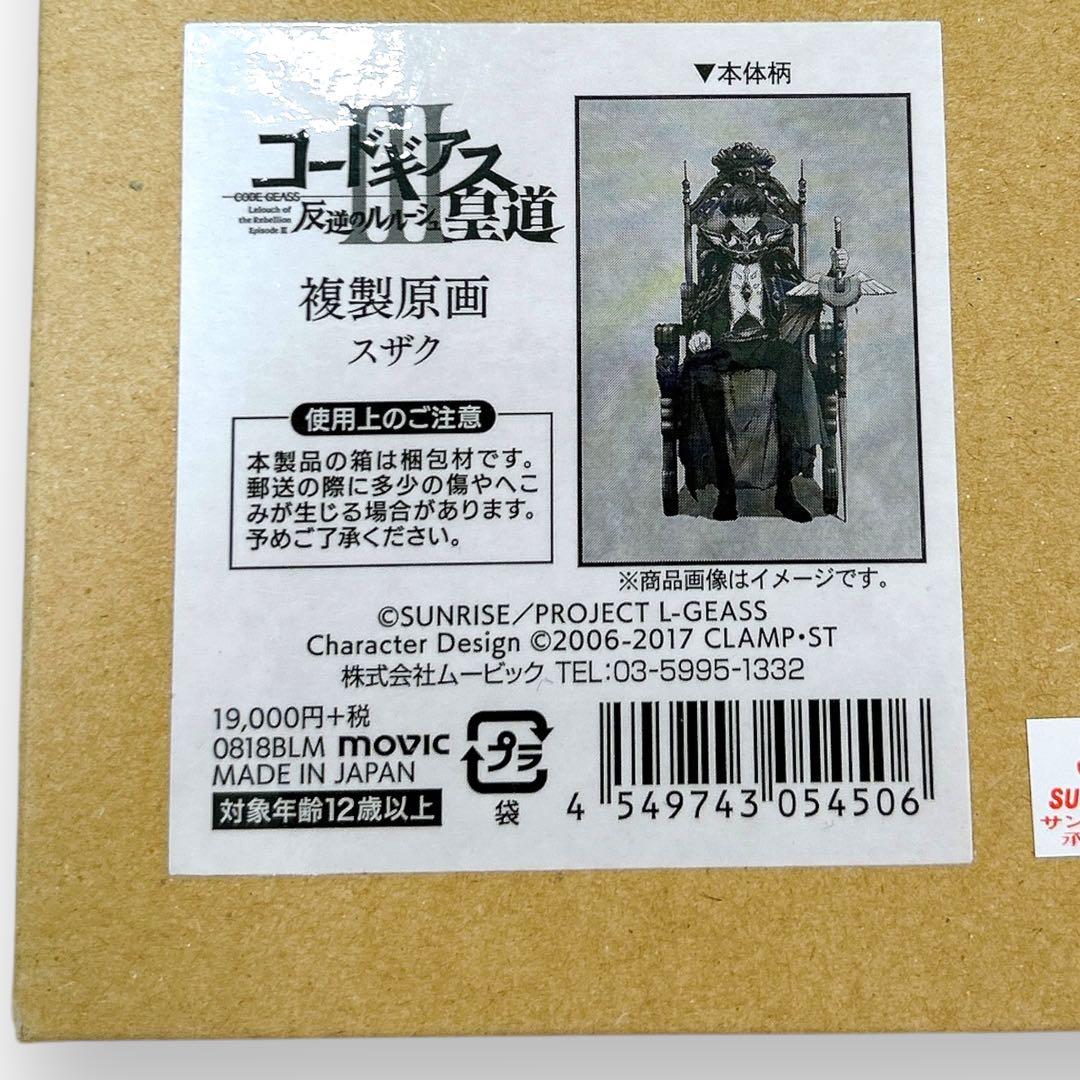 III
コードギアス
CODE GEASS
Lelouch of
the Rebellion
Episode III
反逆のルルーシュ 皇道
複製原画
スザク
▼本体柄
使用上のご注意
本製品の箱は梱包材です。
郵送の際に多少の傷やへこ
みが生じる場合があります。
予めご了承ください。
※商品画像はイメージです。
©SUNRISE／PROJECT L-GEASS
Character Design ©2006-2017 CLAMP・ST
株式会社ムービック TEL:03-5995-1332
19,000円+税
0818BLM movic
MADE IN JAPAN
対象年齢12歳以上
プラ
袋
4 549743 054506
SU
サン
承